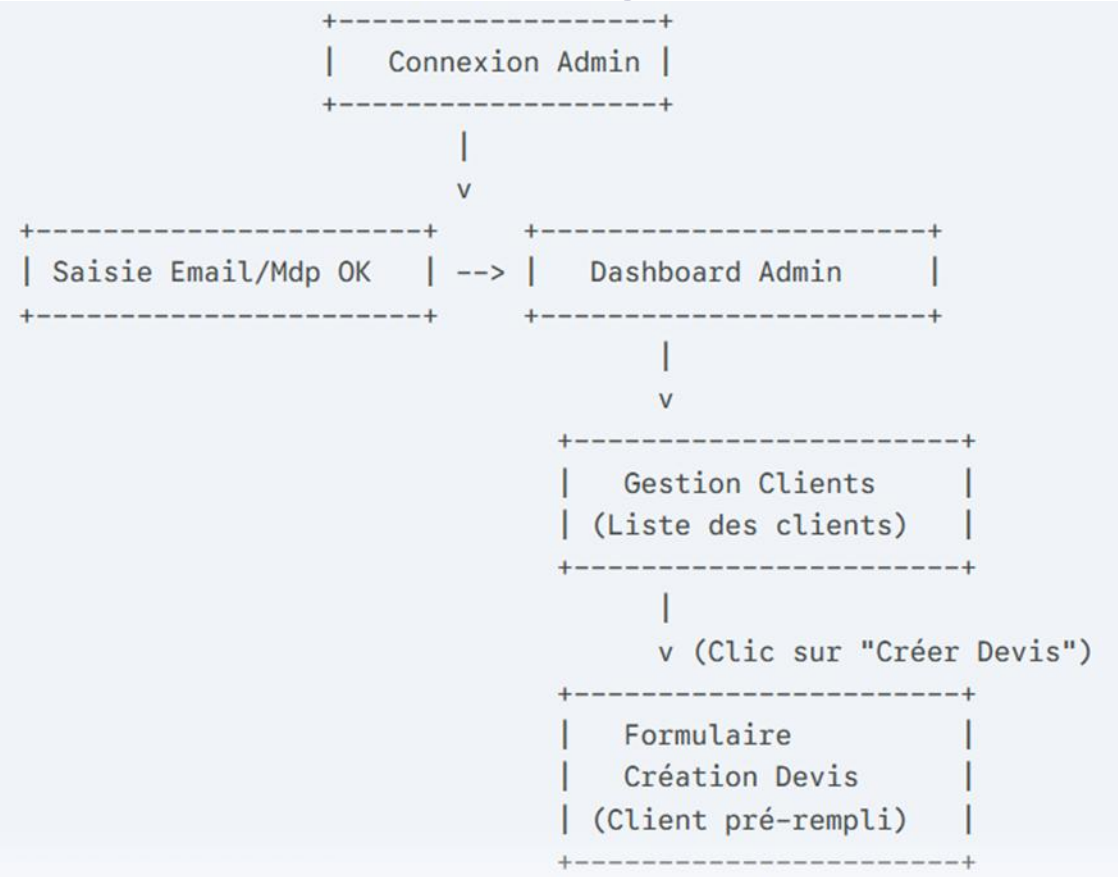 +-------------------+
|   Connexion Admin |
+-------------------+
|
v
+-----------------------+     +-----------------------+
| Saisie Email/Mdp OK   | --> |   Dashboard Admin     |
+-----------------------+     +-----------------------+
|
v
+-----------------------+
|   Gestion Clients     |
| (Liste des clients)   |
+-----------------------+
|
v (Clic sur "Créer Devis")
+-----------------------+
|   Formulaire          |
|   Création Devis      |
| (Client pré-rempli)   |
+-----------------------+